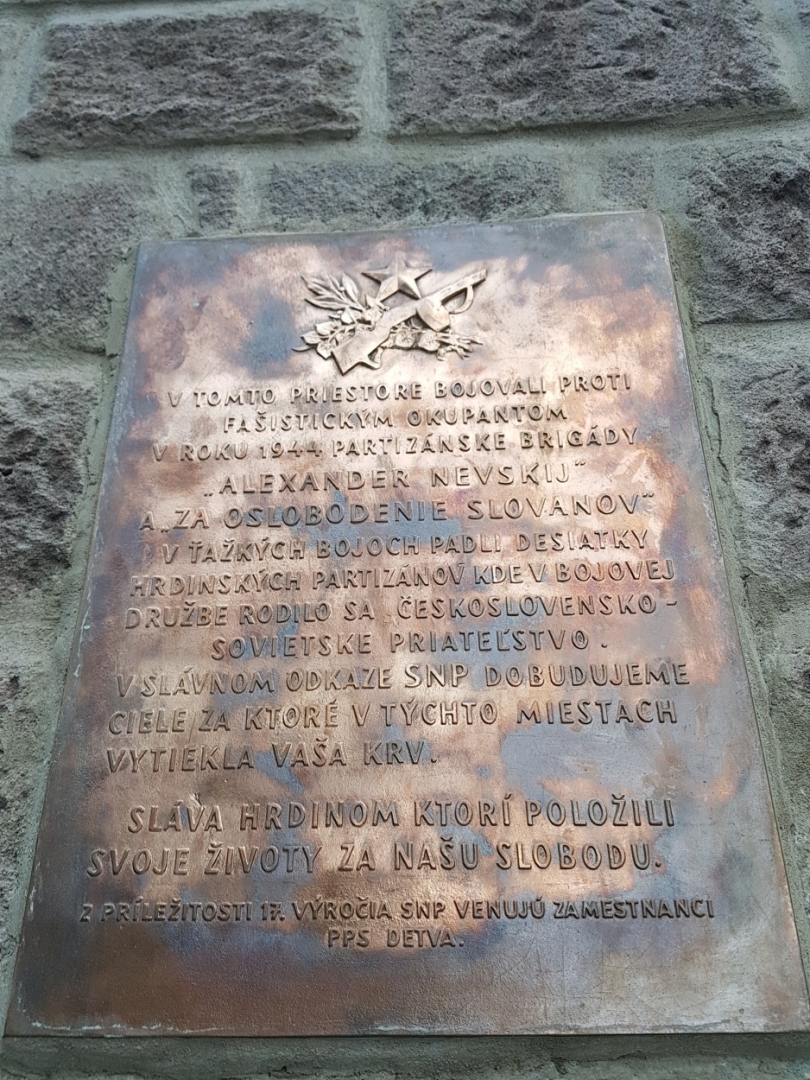 V TOMTO PRIESTORE BOJOVALI PROTI
FAŠISTICKÝM OKUPANTOM
V ROKU 1944 PARTIZÁNSKE BRIGÁDY
„ALEXANDER NEVSKIJ“
A „ZA OSLOBODENIE SLOVANOV“
V ŤAŽKÝCH BOJOCH PADLI DESIATKY
HRDINSKÝCH PARTIZÁNOV KDE V BOJOVEJ
DRUŽBE RODILO SA ČESKOSLOVENSKO-
SOVIETSKE PRIATEĽSTVO.
V SLÁVNOM ODKAZE SNP DOBUDUJEME
CIELE ZA KTORÉ V TÝCHTO MIESTACH
VYTIEKLA VAŠA KRV.
SLÁVA HRDINOM KTORÍ POLOŽILI
SVOJE ŽIVOTY ZA NAŠU SLOBODU.
Z PRÍLEŽITOSTI 17. VÝROČIA SNP VENUJÚ ZAMESTNANCI
PPS DETVA.